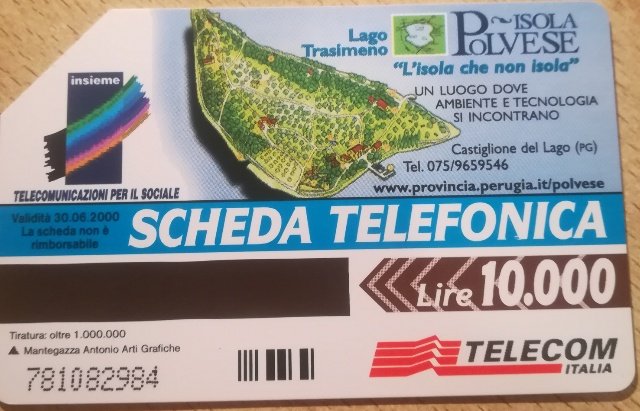 insieme
TELECOMUNICAZIONI PER IL SOCIALE
Lago
Trasimeno
ISOLA
POLVESE
"L'isola che non isola"
UN LUOGO DOVE
AMBIENTE E TECNOLOGIA
SI INCONTRANO
Castiglione del Lago (PG)
Tel. 075/9659546
www.provincia.perugia.it/polvese
Validità 30.06.2000
La scheda non è
rimborsabile
SCHEDA TELEFONICA
Lire 10.000
Tiratura: oltre 1.000.000
Mantegazza Antonio Arti Grafiche
781082984
TELECOM
ITALIA